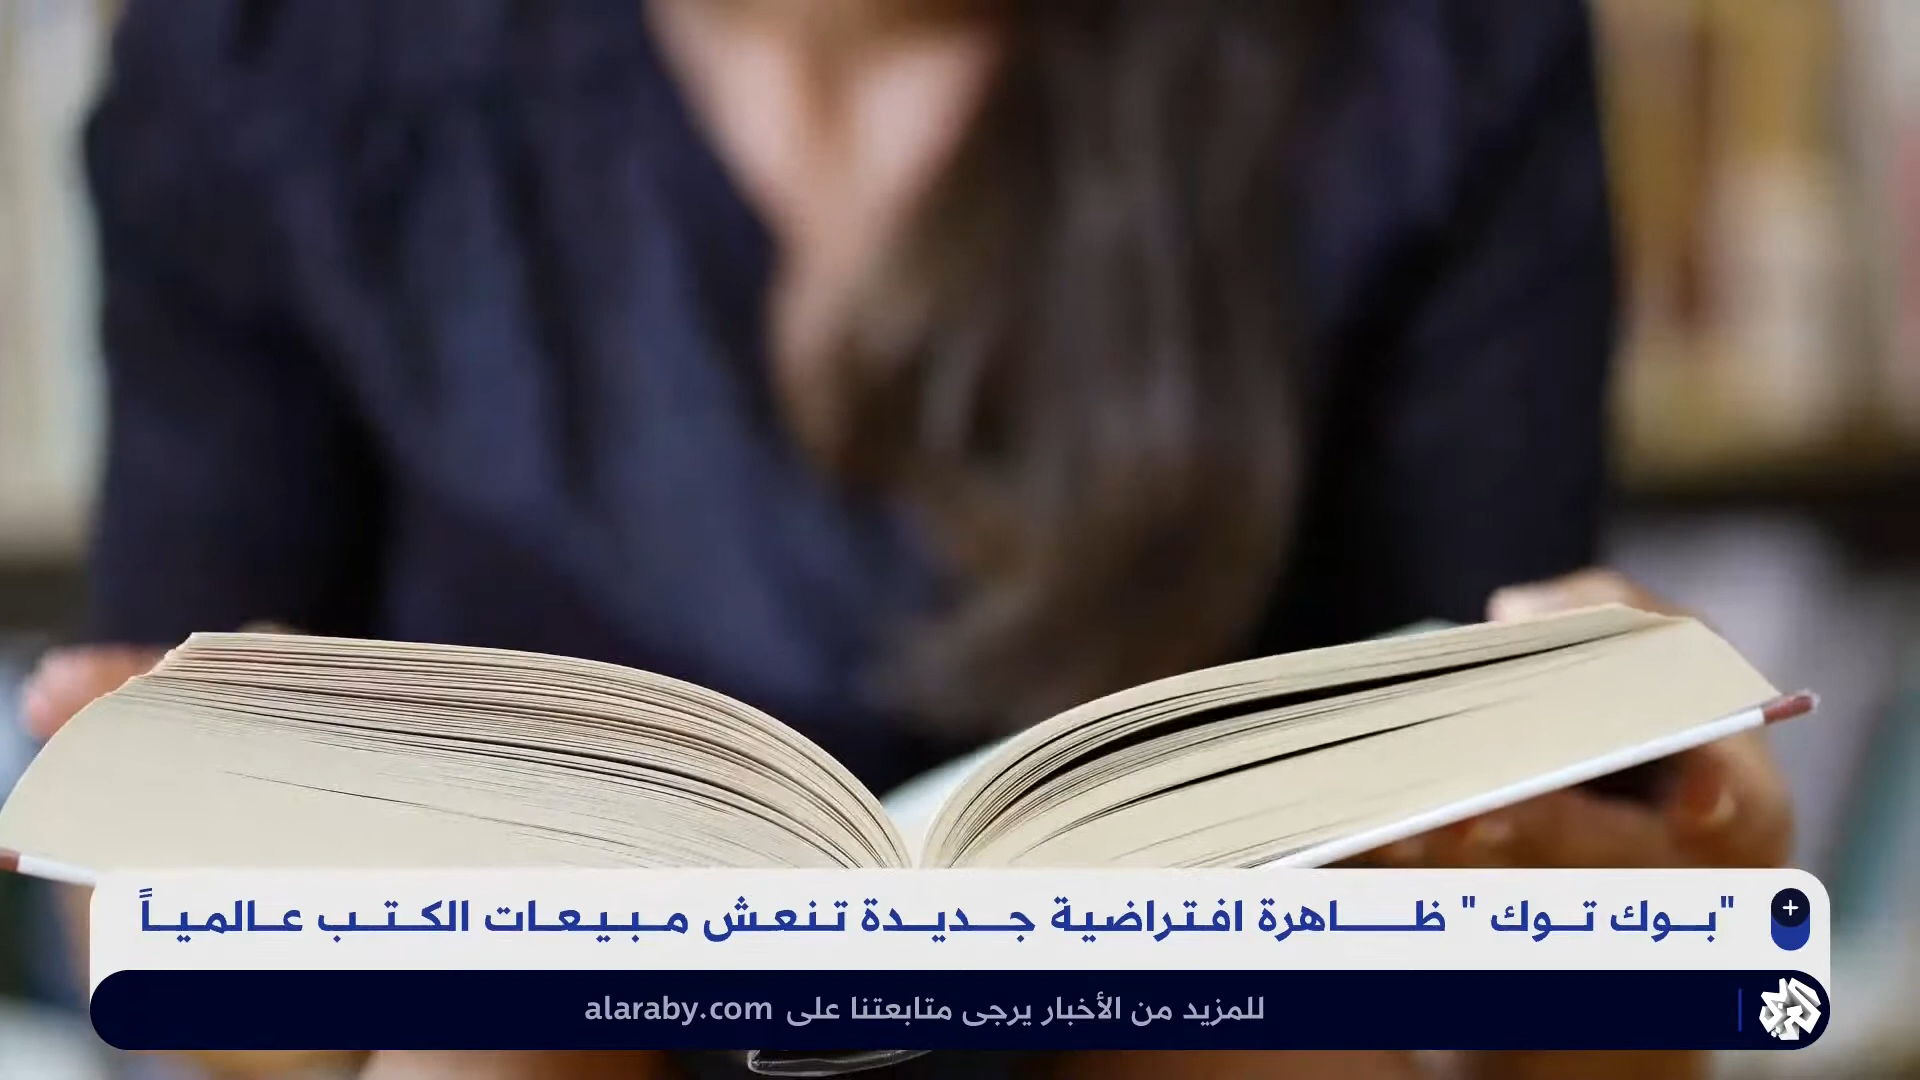 "بوك توك " ظاهرة افتراضية جديدة تنعش مبيعات الكتب عالمياً
للمزيد من الأخبار يرجى متابعتنا على alaraby.com